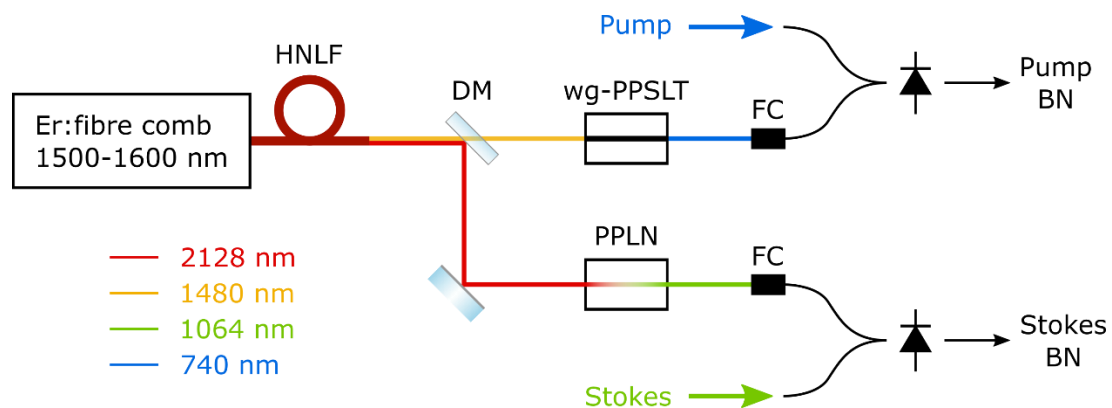 Pump
HNLF
DM
wg-PPSLT
FC
Pump
BN
Er:fibre comb
1500-1600 nm
PPLN
FC
2128 nm
1480 nm
1064 nm
740 nm
Stokes
BN
Stokes